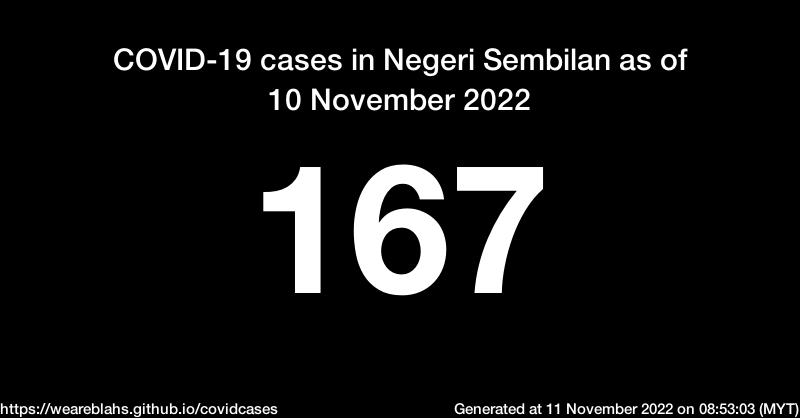 COVID-19 cases in Negeri Sembilan as of
10 November 2022
167
https://weareblahs.github.io/covidcases
Generated at 11 November 2022 on 08:53:03 (MYT)